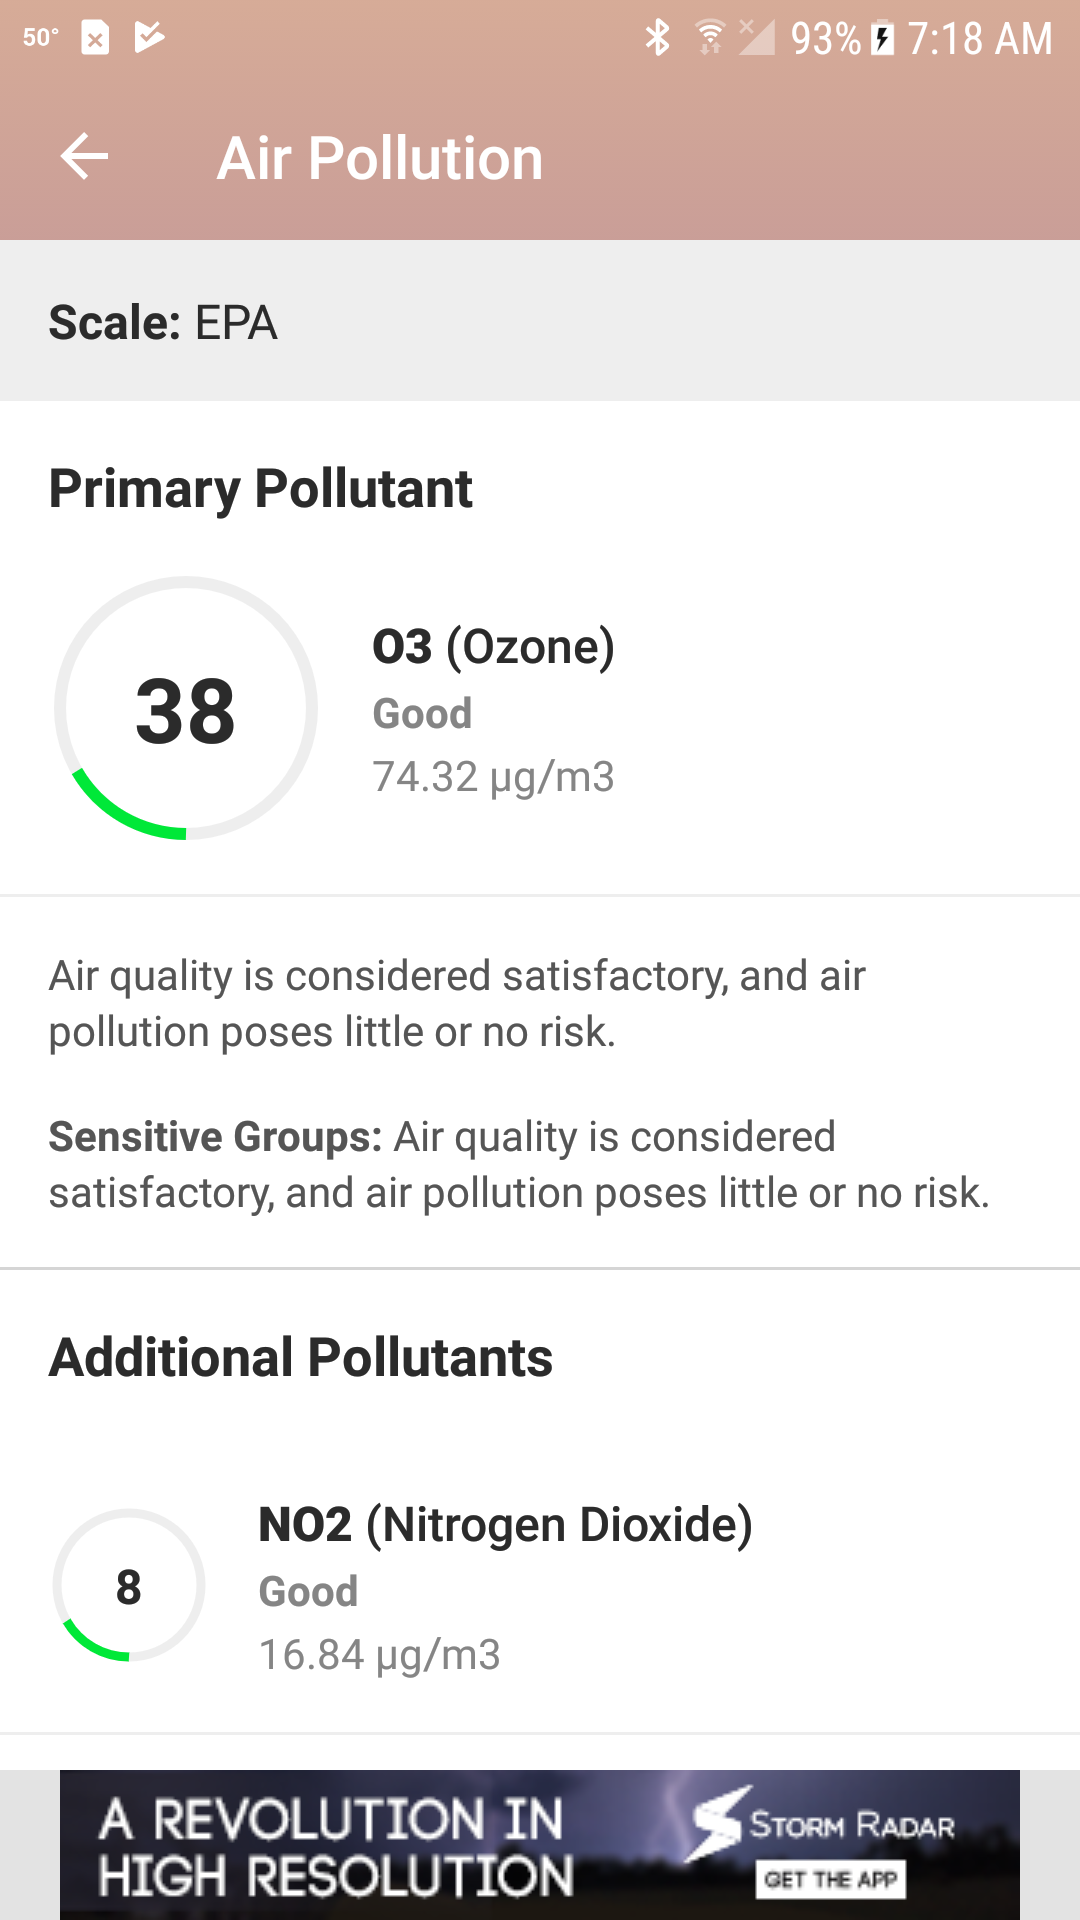 50°
93% 7:18 AM
Air Pollution
Scale: EPA
Primary Pollutant
38
O3 (Ozone)
Good
74.32 µg/m3
Air quality is considered satisfactory, and air
pollution poses little or no risk.
Sensitive Groups: Air quality is considered
satisfactory, and air pollution poses little or no risk.
Additional Pollutants
8
NO2 (Nitrogen Dioxide)
Good
16.84 µg/m3
A REVOLUTION IN
HIGH RESOLUTION
STORM RADAR
GET THE APP